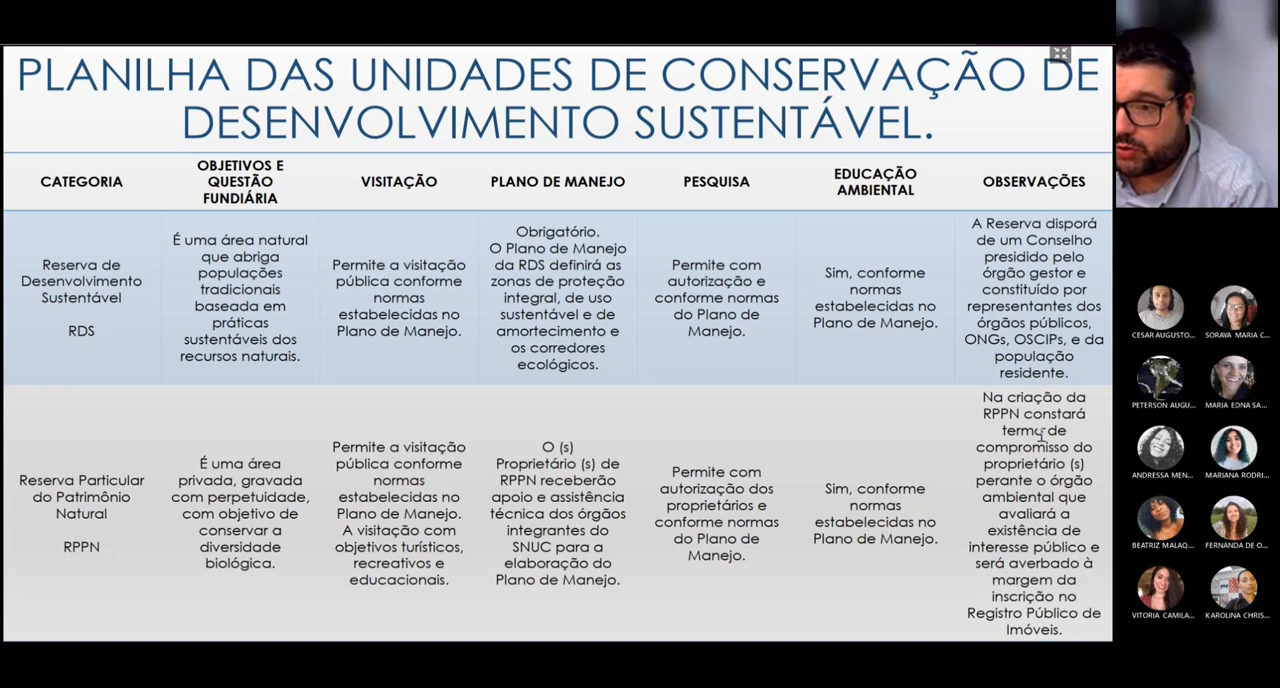 PLANILHA DAS UNIDADES DE CONSERVAÇÃO DE
DESENVOLVIMENTO SUSTENTÁVEL.
CATEGORIA
OBJETIVOS E
QUESTÃO
FUNDIÁRIA
VISITAÇÃO
PLANO DE MANEJO
PESQUISA
EDUCAÇÃO
AMBIENTAL
OBSERVAÇÕES
Reserva de
Desenvolvimento
Sustentável
RDS
É uma área natural
que abriga
populações
tradicionais
baseada em
práticas
sustentáveis dos
recursos naturais.
Permite a visitação
pública conforme
normas
estabelecidas no
Plano de Manejo.
Obrigatório.
O Plano de Manejo
da RDS definirá as
zonas de proteção
integral, de uso
sustentável e de
amortecimento e
os corredores
ecológicos.
Permite com
autorização e
conforme normas
do Plano de
Manejo.
Sim, conforme
normas
estabelecidas no
Plano de Manejo.
A Reserva disporá
de um Conselho
presidido pelo
órgão gestor e
constituído por
representantes dos
órgãos públicos,
ONGs, OSCIPs, e da
população
residente.
Reserva Particular
do Patrimônio
Natural
RPPN
É uma área
privada, gravada
com perpetuidade,
com objetivo de
conservar a
diversidade
biológica.
Permite a visitação
pública conforme
normas
estabelecidas no
Plano de Manejo.
A visitação com
objetivos turísticos,
recreativos e
educacionais.
O (s)
Proprietário (s) de
RPPN receberão
apoio e assistência
técnica dos órgãos
integrantes do
SNUC para a
elaboração do
Plano de Manejo.
Permite com
autorização dos
proprietários e
conforme normas
do Plano de
Manejo.
Sim, conforme
normas
estabelecidas no
Plano de Manejo.
Na criação da
RPPN constará
termo de
compromisso do
proprietário (s)
perante o órgão
ambiental que
avaliará a
existência de
interesse público e
será averbado à
margem da
inscrição no
Registro Público de
Imóveis.
CESAR AUGUSTO...
SORAYA MARIA C...
PETERSON AUGU...
MARIA EDNA SA...
ANDRESSA MEN...
MARIANA RODRI...
BEATRIZ MALAQ...
FERNANDA DE O...
VITORIA CAMILA...
KAROLINA CHRIS...